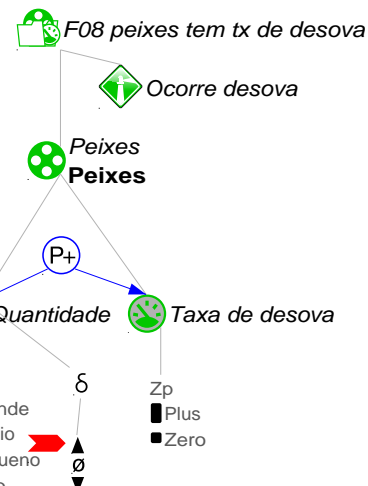 F08 peixes tem tx de desova
Ocorre desova
Peixes
Peixes
P+
Quantidade
Taxa de desova
δ
Zp
Plus
Zero
ø